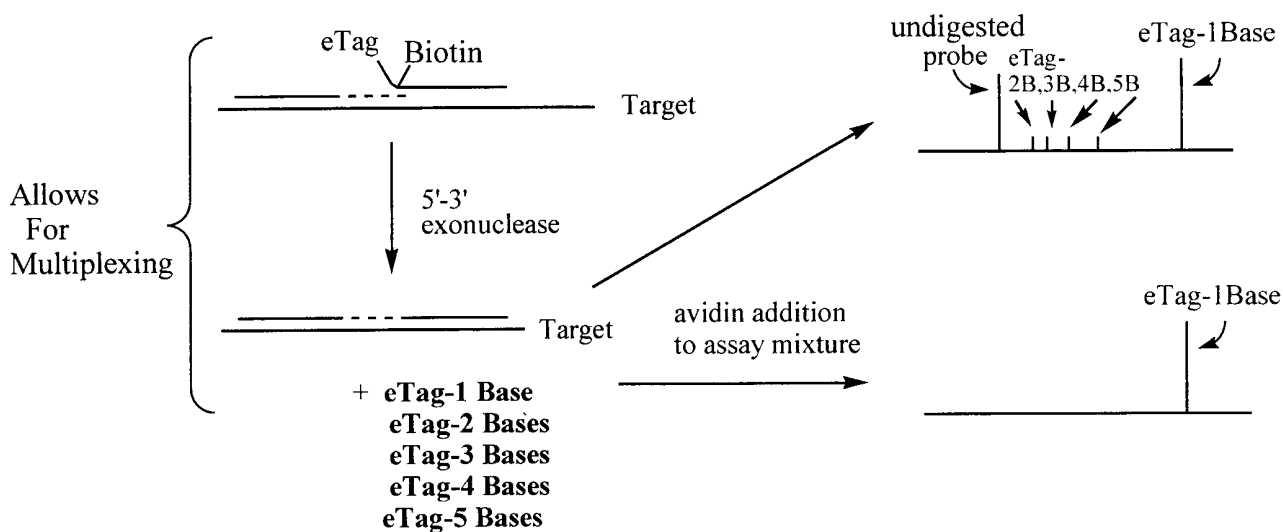 Allows
For
Multiplexing
eTag
Biotin
Target
5'-3'
exonuclease
Target
+ eTag-1 Base
eTag-2 Bases
eTag-3 Bases
eTag-4 Bases
eTag-5 Bases
avidin addition
to assay mixture
undigested
probe
eTag-
2B,3B,4B,5B
eTag-1Base
eTag-1Base